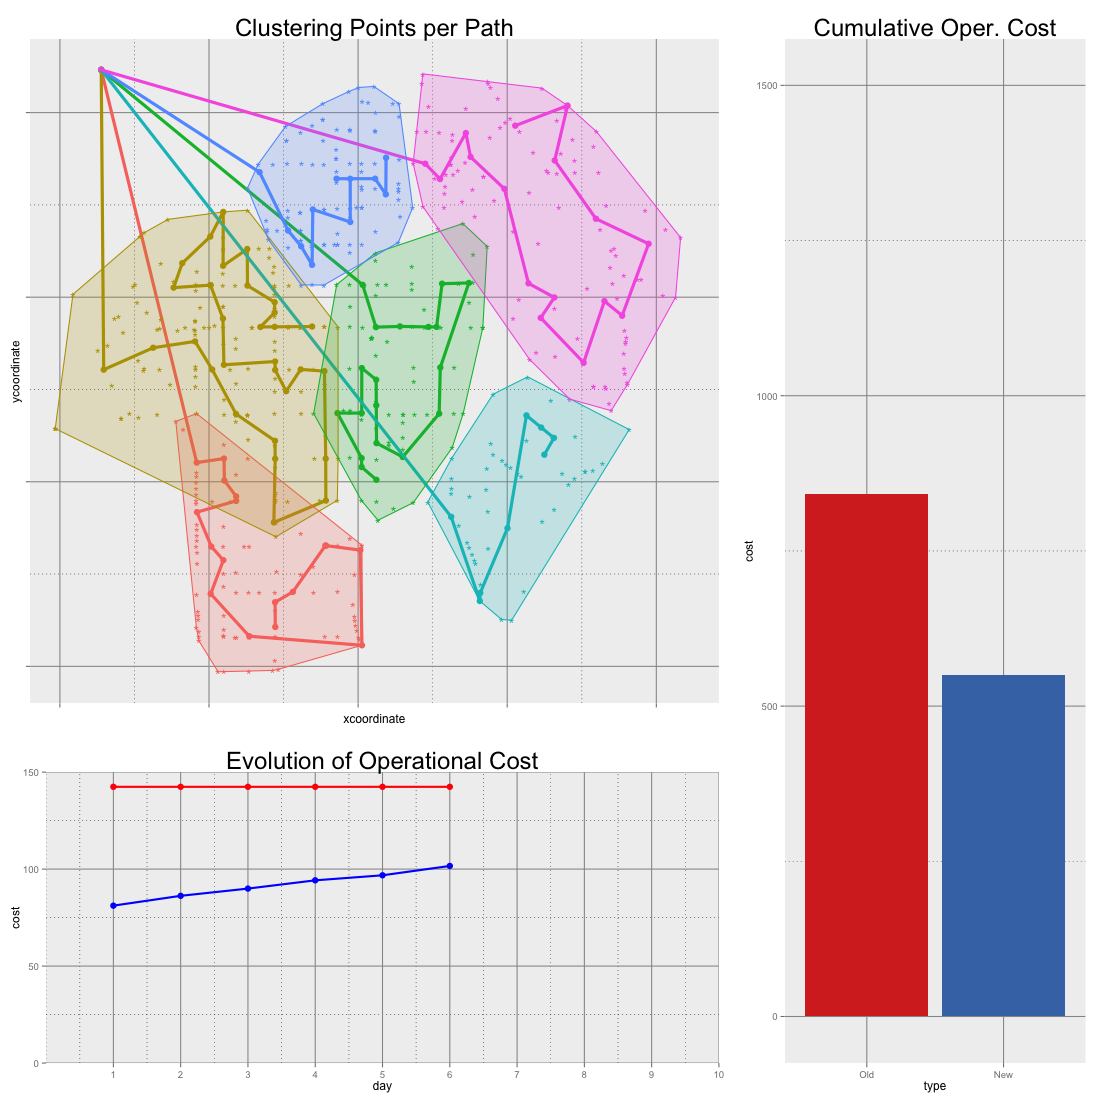 Clustering Points per Path
ycoordinate
xcoordinate
Evolution of Operational Cost
150
100
50
0
cost
1 2 3 4 5 6 7 8 9 10
day
Cumulative Oper. Cost
1500
1000
500
0
cost
Old New
type